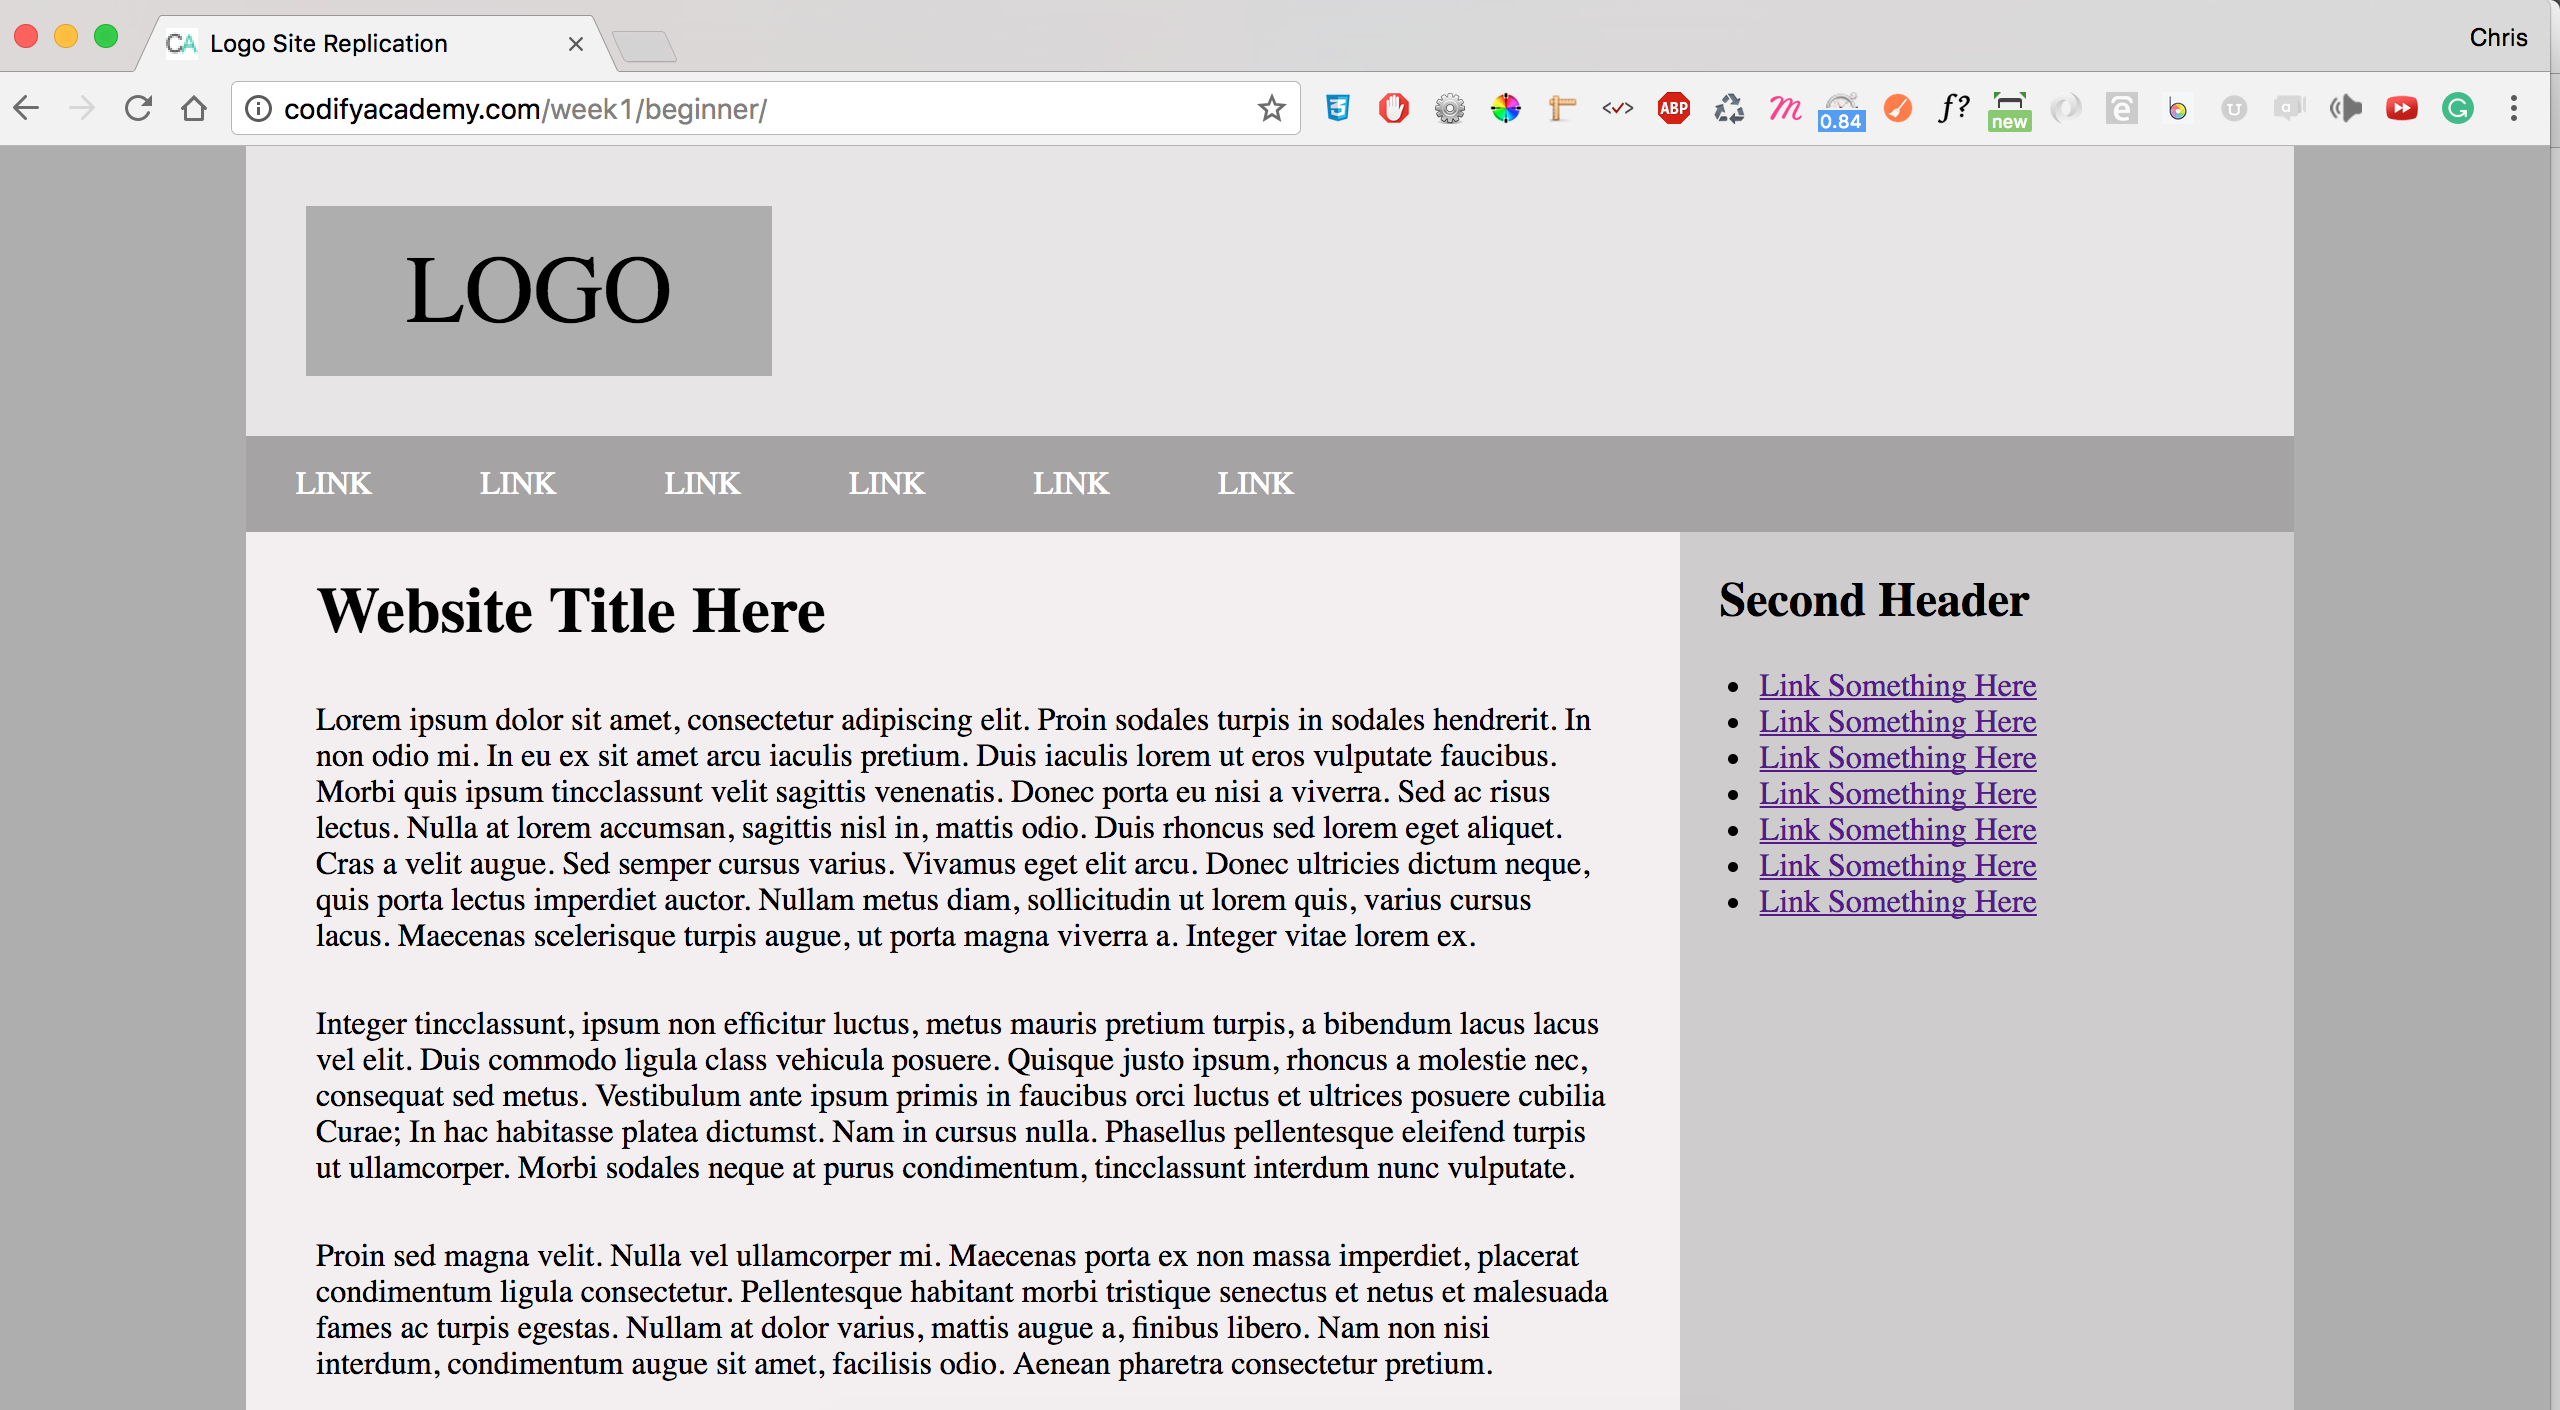 CA Logo Site Replication
Chris
codifyacademy.com/week1/beginner/
ABP
0.84
f?
new
LOGO
LINK LINK LINK LINK LINK LINK
Website Title Here
Lorem ipsum dolor sit amet, consectetur adipiscing elit. Proin sodales turpis in sodales hendrerit. In
non odio mi. In eu ex sit amet arcu iaculis pretium. Duis iaculis lorem ut eros vulputate faucibus.
Morbi quis ipsum tincclassunt velit sagittis venenatis. Donec porta eu nisi a viverra. Sed ac risus
lectus. Nulla at lorem accumsan, sagittis nisl in, mattis odio. Duis rhoncus sed lorem eget aliquet.
Cras a velit augue. Sed semper cursus varius. Vivamus eget elit arcu. Donec ultricies dictum neque,
quis porta lectus imperdiet auctor. Nullam metus diam, sollicitudin ut lorem quis, varius cursus
lacus. Maecenas scelerisque turpis augue, ut porta magna viverra a. Integer vitae lorem ex.
Integer tincclassunt, ipsum non efficitur luctus, metus mauris pretium turpis, a bibendum lacus lacus
vel elit. Duis commodo ligula class vehicula posuere. Quisque justo ipsum, rhoncus a molestie nec,
consequat sed metus. Vestibulum ante ipsum primis in faucibus orci luctus et ultrices posuere cubilia
Curae; In hac habitasse platea dictumst. Nam in cursus nulla. Phasellus pellentesque eleifend turpis
ut ullamcorper. Morbi sodales neque at purus condimentum, tincclassunt interdum nunc vulputate.
Proin sed magna velit. Nulla vel ullamcorper mi. Maecenas porta ex non massa imperdiet, placerat
condimentum ligula consectetur. Pellentesque habitant morbi tristique senectus et netus et malesuada
fames ac turpis egestas. Nullam at dolor varius, mattis augue a, finibus libero. Nam non nisi
interdum, condimentum augue sit amet, facilisis odio. Aenean pharetra consectetur pretium.
Second Header
• Link Something Here
• Link Something Here
• Link Something Here
• Link Something Here
• Link Something Here
• Link Something Here
• Link Something Here